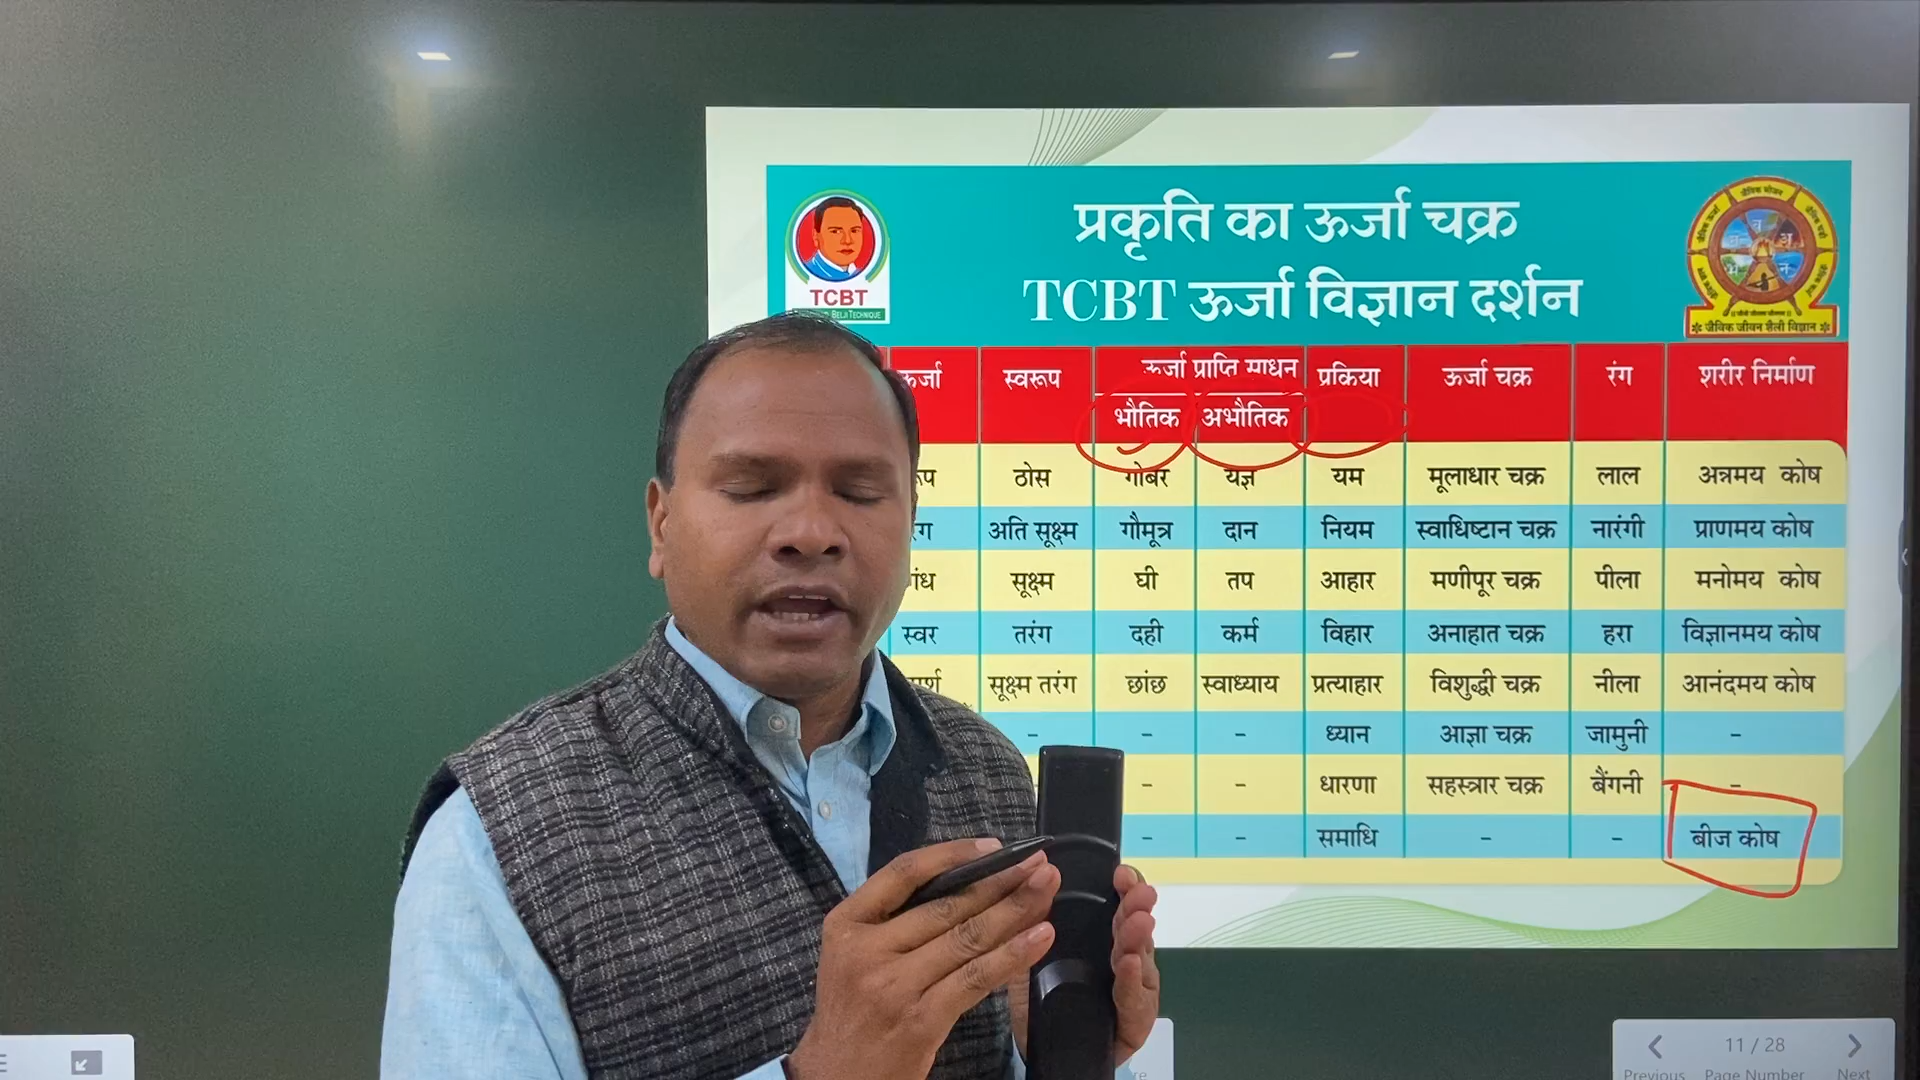 प्रकृति का ऊर्जा चक्र
TCBT ऊर्जा विज्ञान दर्शन
TCBT
BELJI TECHNIQUE
जैविक जीवन शैली विज्ञान
ऊर्जा स्वरूप ऊर्जा प्राप्ति साधन प्रकिया ऊर्जा चक्र रंग शरीर निर्माण
भौतिक अभौतिक
ठोस गोबर यज्ञ यम मूलाधार चक्र लाल अन्नमय कोष
अति सूक्ष्म गौमूत्र दान नियम स्वाधिष्टान चक्र नारंगी प्राणमय कोष
सूक्ष्म घी तप आहार मणीपूर चक्र पीला मनोमय कोष
स्वर तरंग दही कर्म विहार अनाहात चक्र हरा विज्ञानमय कोष
सूक्ष्म तरंग छांछ स्वाध्याय प्रत्याहार विशुद्धी चक्र नीला आनंदमय कोष
- - - ध्यान आज्ञा चक्र जामुनी -
- - धारणा सहस्त्रार चक्र बैंगनी -
- - समाधि - - बीज कोष
11 / 28
Previous Page Number Next